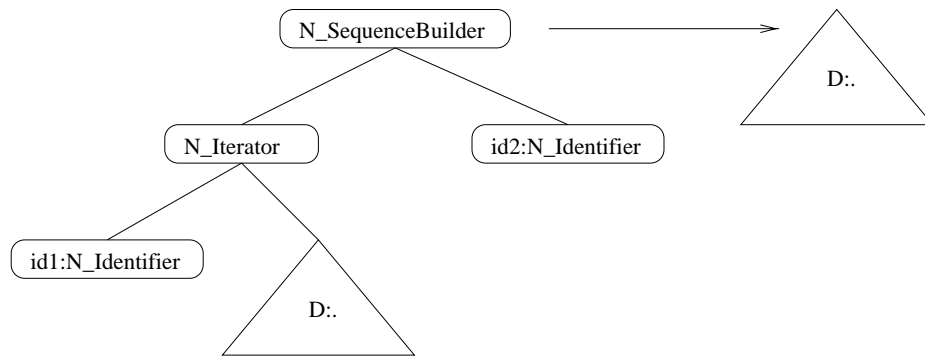 N_SequenceBuilder
D:.
N_Iterator
id2:N_Identifier
id1:N_Identifier
D:.